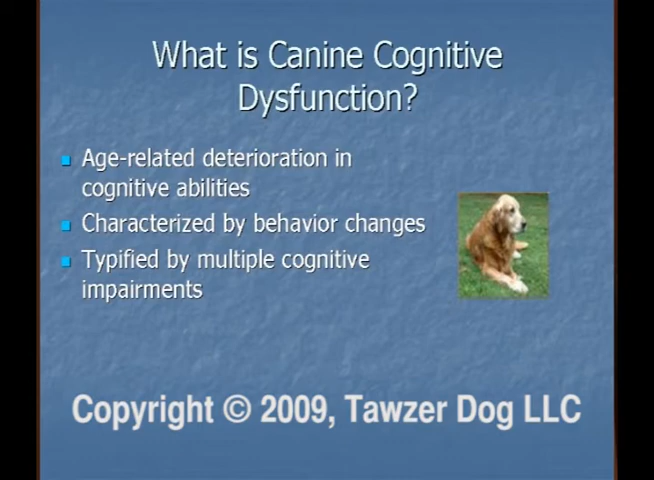 What is Canine Cognitive
Dysfunction?
Age-related deterioration in
cognitive abilities
Characterized by behavior changes
Typified by multiple cognitive
impairments
Copyright © 2009, Tawzer Dog LLC